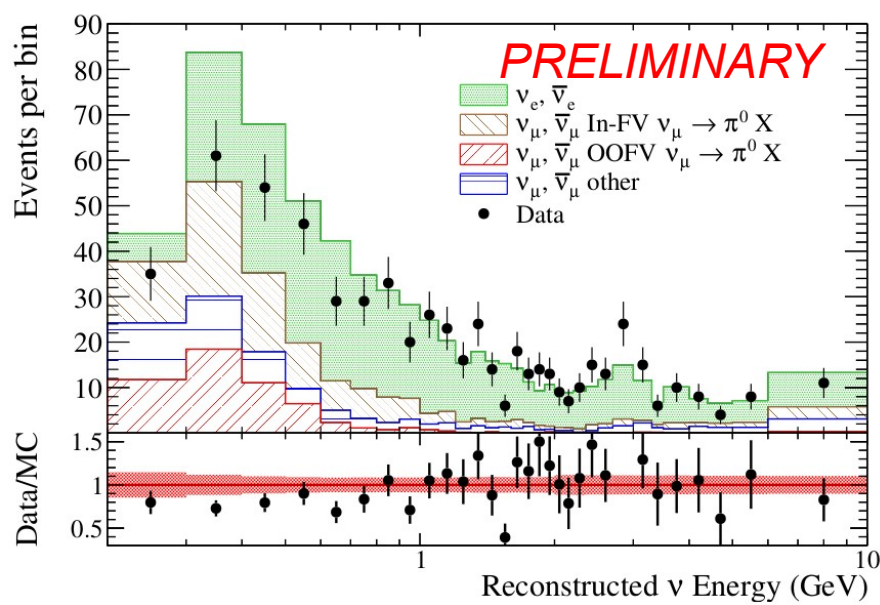 PRELIMINARY
Events per bin
90
80
70
60
50
40
30
20
10
νe, ν̅e
νμ, ν̅μ In-FV νμ → π⁰ X
νμ, ν̅μ OOFV νμ → π⁰ X
νμ, ν̅μ other
Data
Data/MC
1.5
1
0.5
1
10
Reconstructed ν Energy (GeV)